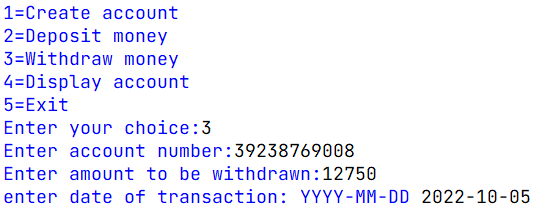 1=Create account
2=Deposit money
3=Withdraw money
4=Display account
5=Exit
Enter your choice:3
Enter account number:39238769008
Enter amount to be withdrawn:12750
enter date of transaction: YYYY-MM-DD 2022-10-05